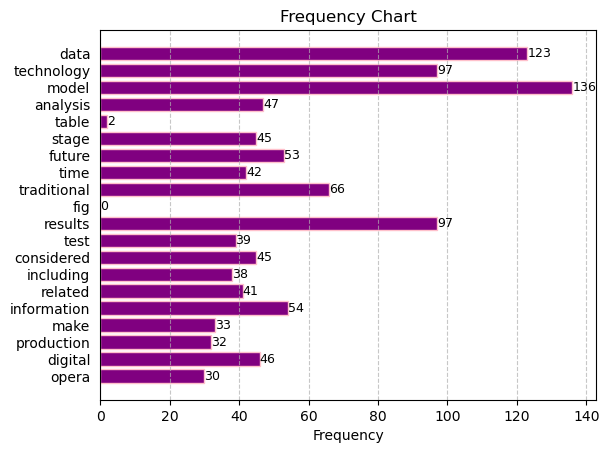 Frequency Chart
data 123
technology 97
model 136
analysis 47
table 2
stage 45
future 53
time 42
traditional 66
fig 0
results 97
test 39
considered 45
including 38
related 41
information 54
make 33
production 32
digital 46
opera 30
0 20 40 60 80 100 120 140
Frequency